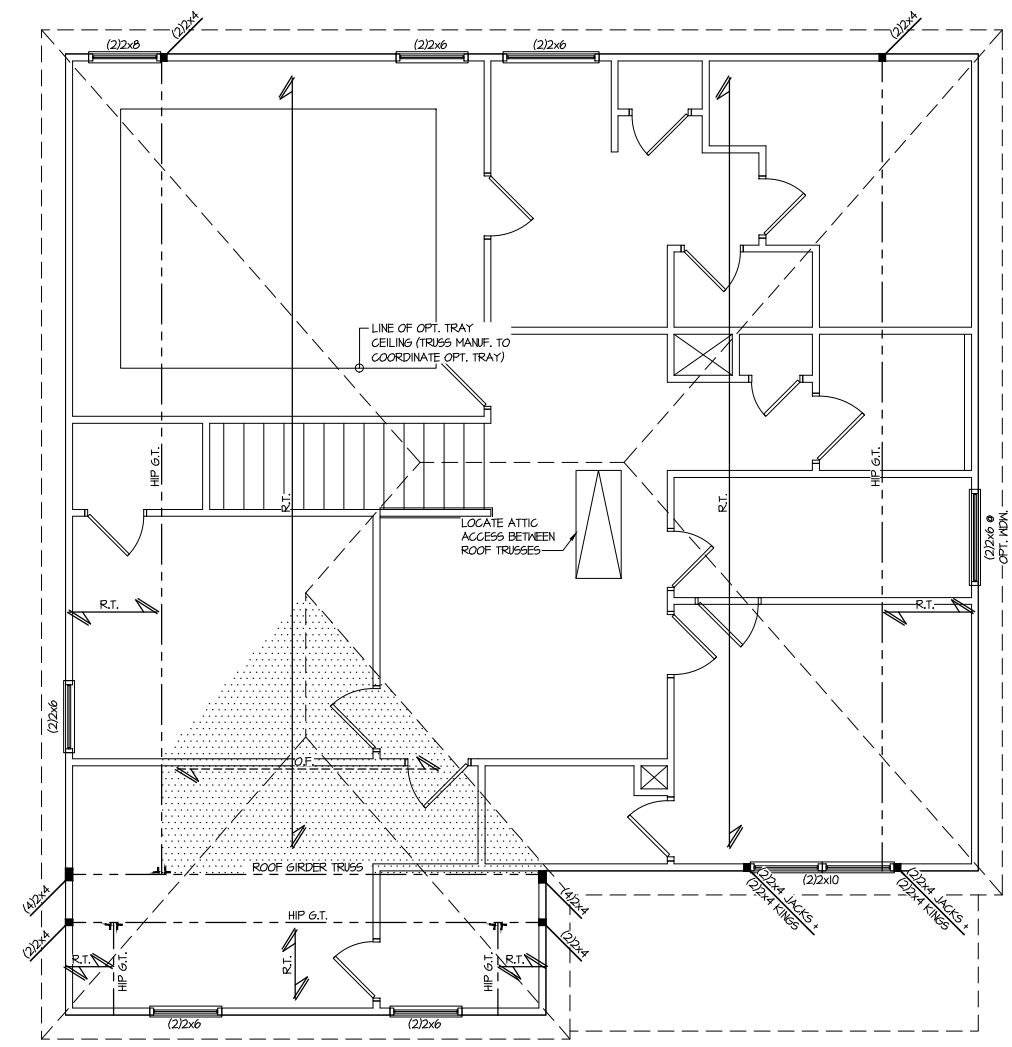 (2)2x4
(2)2x4
(2)2x8
(2)2x6
(2)2x6
LINE OF OPT. TRAY
CEILING (TRUSS MANUF. TO
COORDINATE OPT. TRAY)
HIP G.T.
R.T.
R.T.
HIP G.T.
LOCATE ATTIC
ACCESS BETWEEN
ROOF TRUSSES
(2)2x6 @
OPT. WDW.
R.T.
R.T.
(2)2x6
O.F.
ROOF GIRDER TRUSS
(2)2x10
(2)2x4 JACKS +
(2)2x4 KINGS
(2)2x4 JACKS +
(2)2x4 KINGS
(4)2x4
(4)2x4
HIP G.T.
(2)2x4
(2)2x4
R.T.
HIP G.T.
R.T.
HIP G.T.
R.T.
(2)2x6
(2)2x6